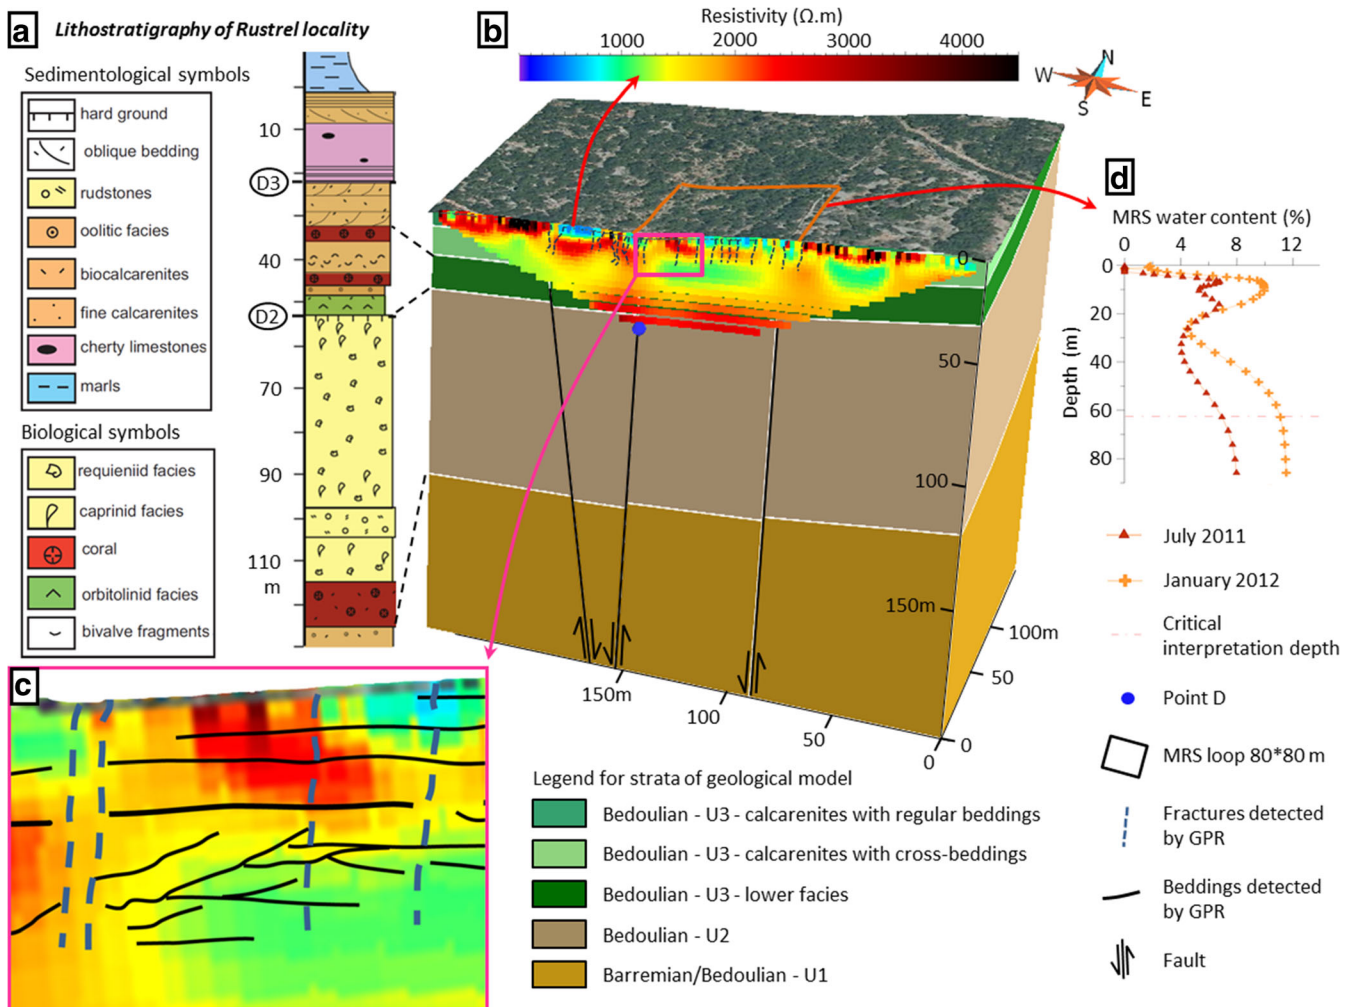 a
Lithostratigraphy of Rustrel locality
Sedimentological symbols
hard ground
oblique bedding
rudstones
oolitic facies
biocalcarenites
fine calcarenites
cherty limestones
marls
Biological symbols
requieniid facies
caprinid facies
coral
orbitolinid facies
bivalve fragments
10
D3
40
D2
70
90
110
m
b
Resistivity (Ω.m)
1000 2000 3000 4000
N
W
E
S
0
50
100
150m
100m
50
0
150m
100
50
0
c
Legend for strata of geological model
Bedoulian - U3 - calcarenites with regular beddings
Bedoulian - U3 - calcarenites with cross-beddings
Bedoulian - U3 - lower facies
Bedoulian - U2
Barremian/Bedoulian - U1
d
MRS water content (%)
0 4 8 12
0
20
40
60
80
Depth (m)
July 2011
January 2012
Critical
interpretation depth
Point D
MRS loop 80*80 m
Fractures detected
by GPR
Beddings detected
by GPR
Fault